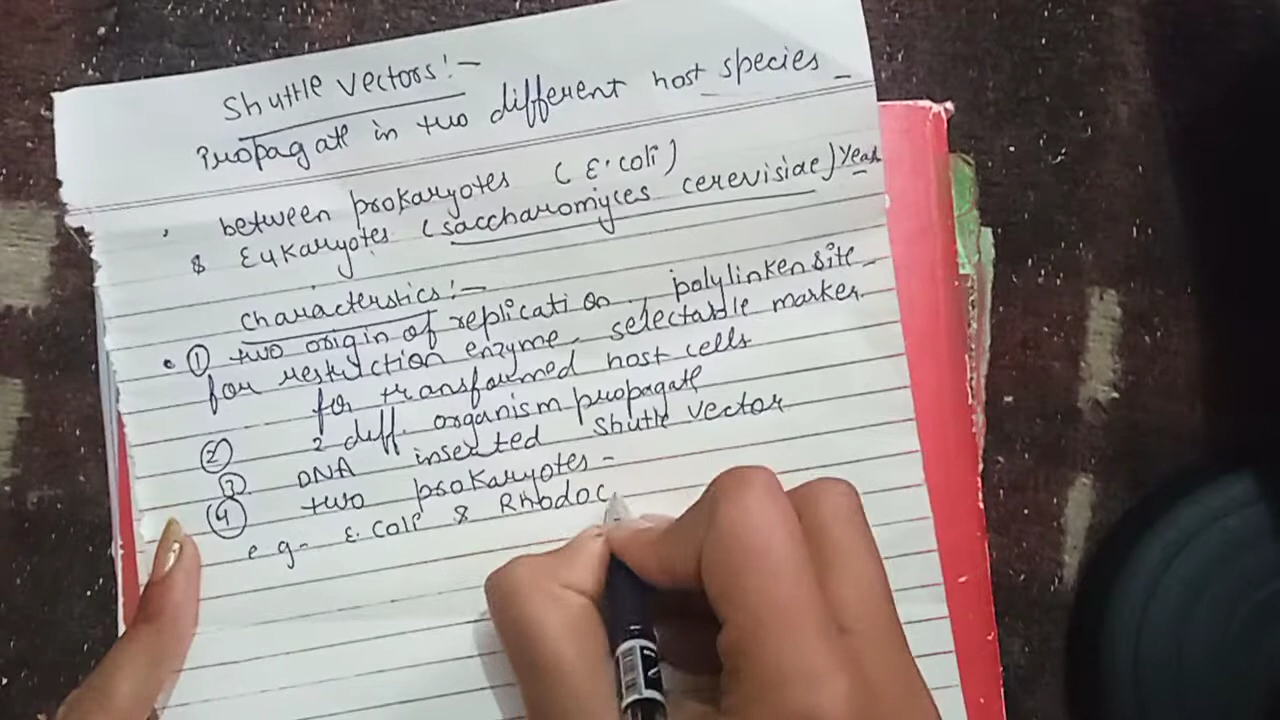 Shuttle Vectors:-
Propagate in two different host species -
between prokaryotes (E.coli)
& Eukaryotes (saccharomyces cerevisiae) Yeas
characterstics:-
① two origin of replication, polylinker site -
for restriction enzyme, selectable marker.
for transformed host cells
② 2 diff. organism propagate
③ DNA inserted shuttle vector
④ two prokaryotes -
e.g- E.Coli & Rhodoc